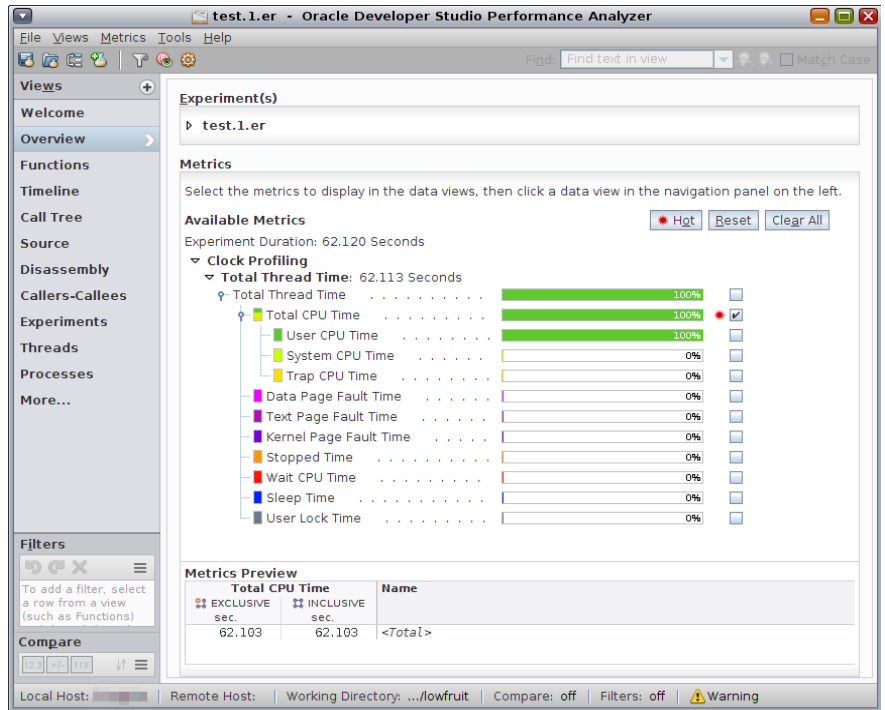 test.1.er - Oracle Developer Studio Performance Analyzer
File Views Metrics Tools Help
Find: Find text in view Match Case
Views
Welcome
Overview
Functions
Timeline
Call Tree
Source
Disassembly
Callers-Callees
Experiments
Threads
Processes
More...
Filters
To add a filter, select
a row from a view
(such as Functions)
Compare
12.3 +/- 1.1X
Experiment(s)
test.1.er
Metrics
Select the metrics to display in the data views, then click a data view in the navigation panel on the left.
Available Metrics Hot Reset Clear All
Experiment Duration: 62.120 Seconds
Clock Profiling
Total Thread Time: 62.113 Seconds
Total Thread Time . . . . . . . . . . 100%
Total CPU Time . . . . . . . . . 100%
User CPU Time . . . . . . . 100%
System CPU Time . . . . . . 0%
Trap CPU Time . . . . . . . 0%
Data Page Fault Time . . . . . . 0%
Text Page Fault Time . . . . . . 0%
Kernel Page Fault Time . . . . . 0%
Stopped Time . . . . . . . . . 0%
Wait CPU Time . . . . . . . . . 0%
Sleep Time . . . . . . . . . . . 0%
User Lock Time . . . . . . . . . 0%
Metrics Preview
Total CPU Time Name
EXCLUSIVE INCLUSIVE
sec. sec.
62.103 62.103 <Total>
Local Host: Remote Host: Working Directory: .../lowfruit Compare: off Filters: off Warning